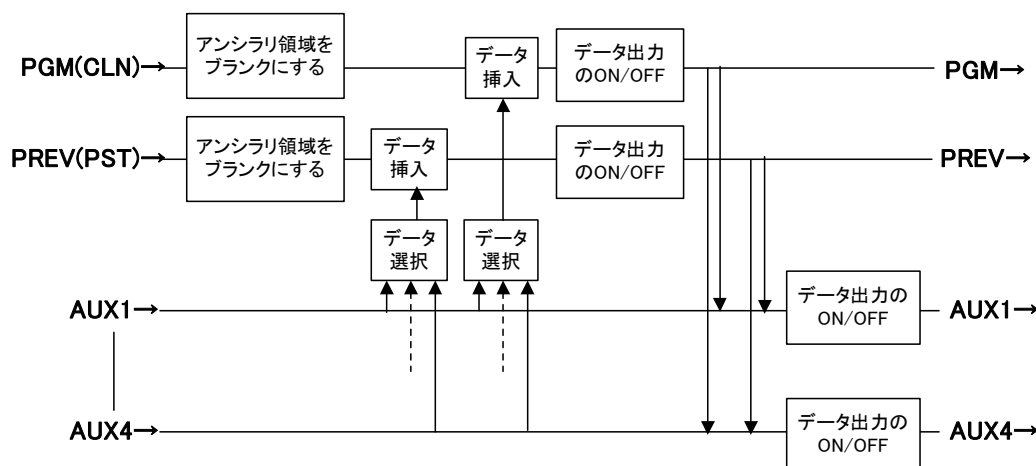 PGM(CLN)→
アンシラリ領域を
ブランクにする
データ
挿入
データ出力
のON/OFF
PGM→
PREV(PST)→
アンシラリ領域を
ブランクにする
データ
挿入
データ出力
のON/OFF
PREV→
データ
選択
データ
選択
AUX1→
データ出力の
ON/OFF
AUX1→
AUX4→
データ出力の
ON/OFF
AUX4→